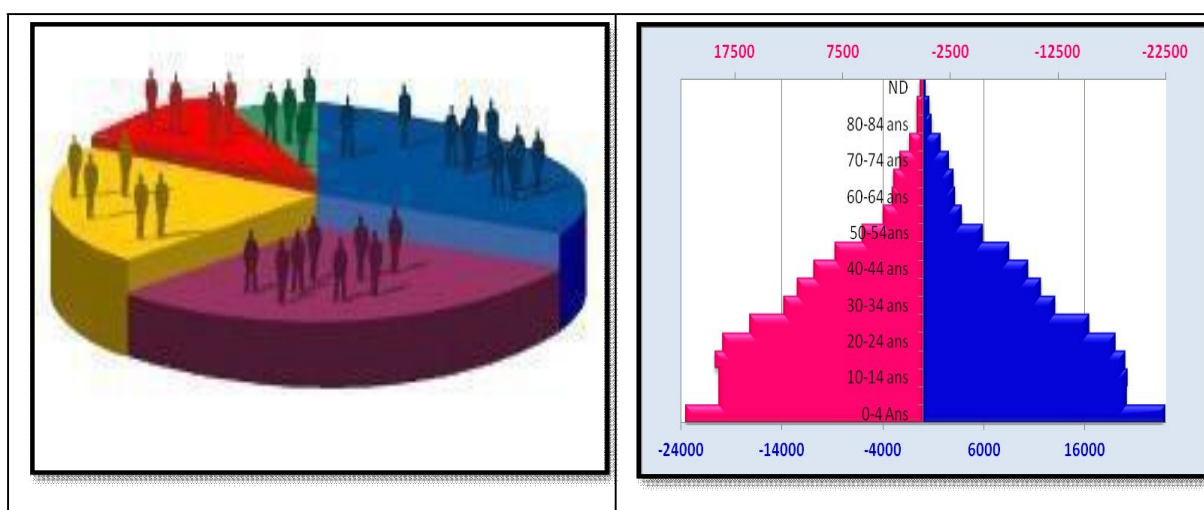 17500 7500 -2500 -12500 -22500
ND
80-84 ans
70-74 ans
60-64 ans
50-54ans
40-44 ans
30-34 ans
20-24 ans
10-14 ans
0-4 Ans
-24000 -14000 -4000 6000 16000